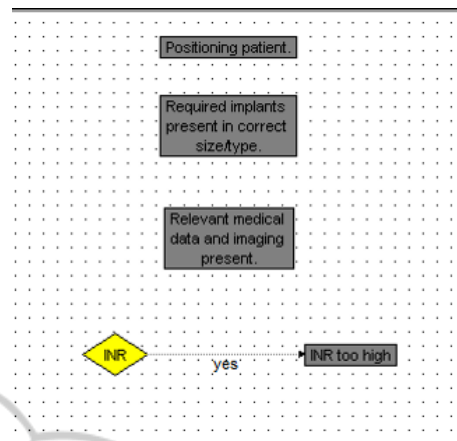 Positioning patient.
Required implants
present in correct
size/type.
Relevant medical
data and imaging
present.
INR
yes
INR too high